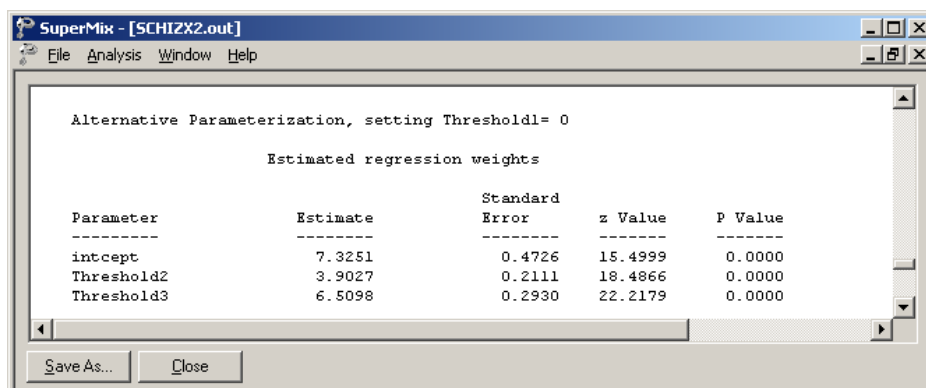 SuperMix - [SCHIZX2.out]
File Analysis Window Help
Alternative Parameterization, setting Threshold1= 0
Estimated regression weights
Standard
Parameter Estimate Error z Value P Value
--------- -------- -------- ------- -------
intcept 7.3251 0.4726 15.4999 0.0000
Threshold2 3.9027 0.2111 18.4866 0.0000
Threshold3 6.5098 0.2930 22.2179 0.0000
Save As... Close